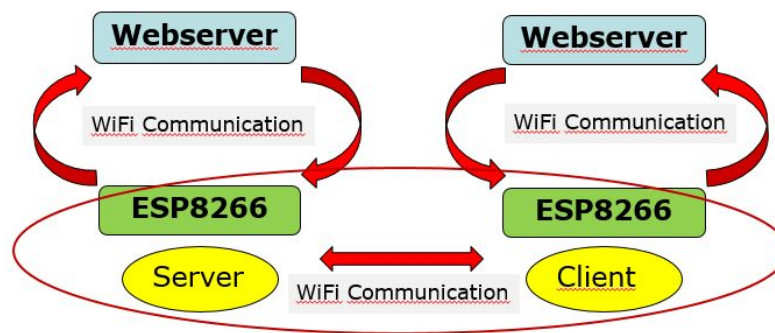 Webserver
Webserver
WiFi Communication
WiFi Communication
ESP8266
ESP8266
Server
Client
WiFi Communication